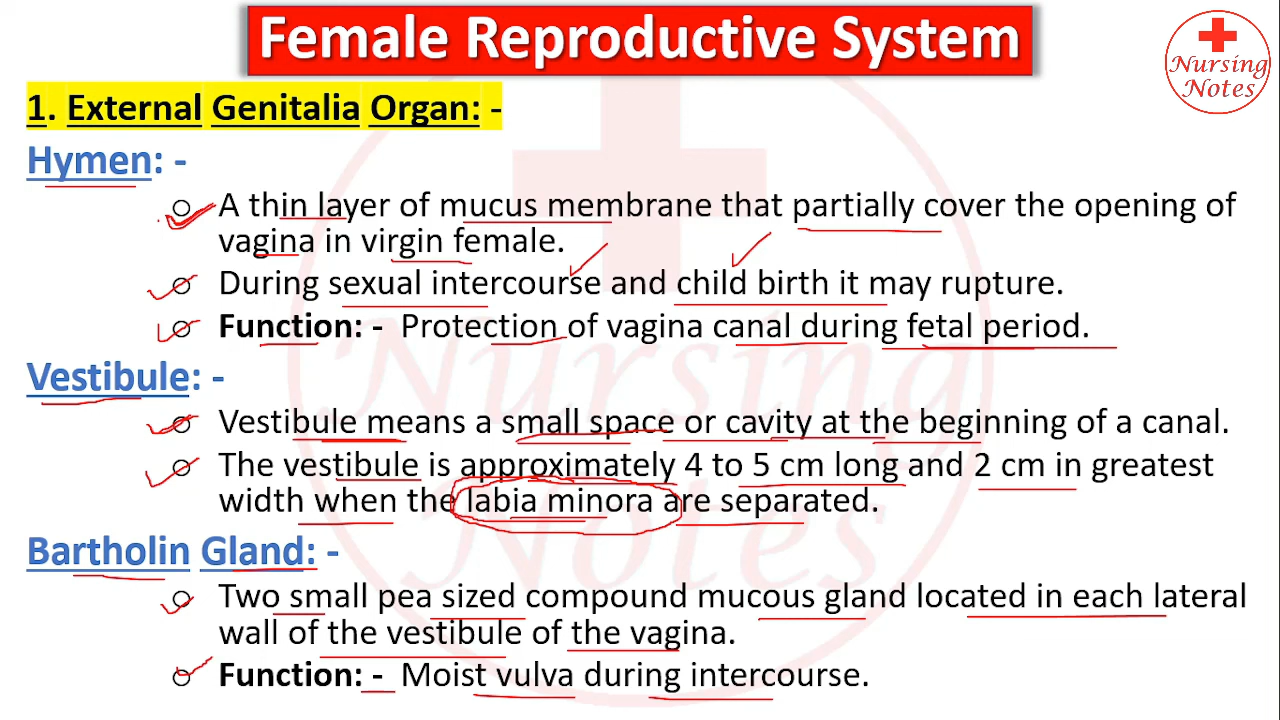 Female Reproductive System
Nursing
Notes
1. External Genitalia Organ: -
Hymen: -
○ A thin layer of mucus membrane that partially cover the opening of
vagina in virgin female.
○ During sexual intercourse and child birth it may rupture.
○ Function: - Protection of vagina canal during fetal period.
Vestibule: -
○ Vestibule means a small space or cavity at the beginning of a canal.
○ The vestibule is approximately 4 to 5 cm long and 2 cm in greatest
width when the labia minora are separated.
Bartholin Gland: -
○ Two small pea sized compound mucous gland located in each lateral
wall of the vestibule of the vagina.
○ Function: - Moist vulva during intercourse.
Nursing
Notes